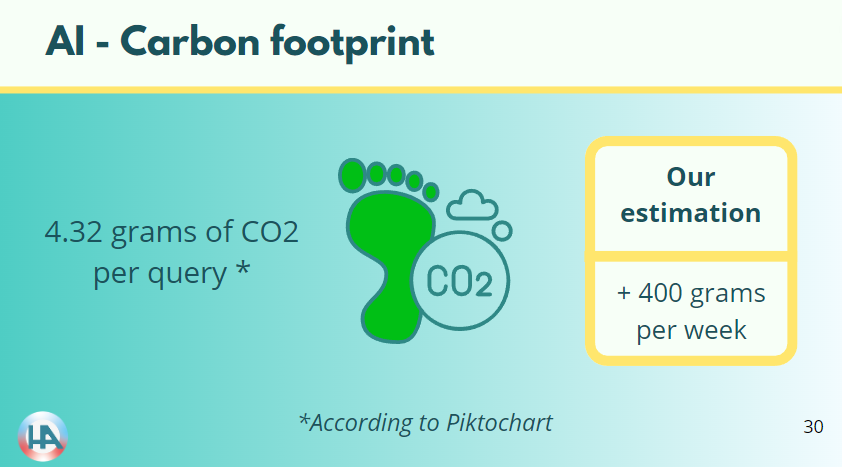 AI - Carbon footprint
4.32 grams of CO2
per query *
CO2
Our
estimation
+ 400 grams
per week
*According to Piktochart
HA
30